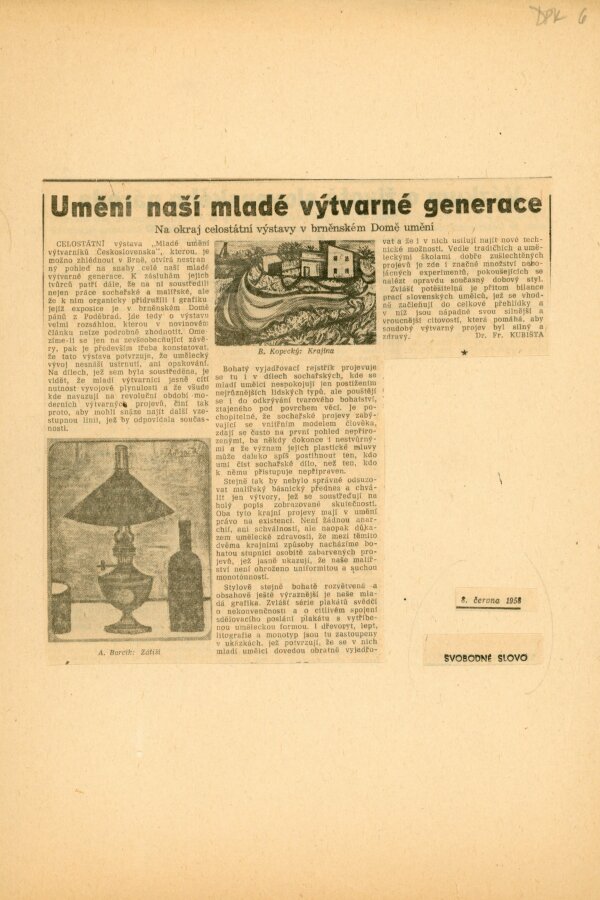 DPK 6
Umění naší mladé výtvarné generace
Na okraj celostátní výstavy v brněnském Domě umění
CELOSTÁTNÍ výstava „Mladé umění
výtvarníků Československa“, kterou, je
možno zhlédnout v Brně, otvírá nestran
ný pohled na snahy celé naší mladé
výtvarné generace. K zásluhám jejich
tvůrců patří dále, že na ni soustředili
nejen práce sochařské a malířské, ale
že k nim organicky přidružili i grafiku
jejíž exposice je v brněnském Domě
pánů z Poděbrad. Jde tedy o výstavu
velmi rozsáhlou, kterou v novinovém
článku nelze podrobně zhodnotit. Ome-
zíme-li se jen na nevšeobecňující závě-
ry, pak je především třeba konstatovat,
že tato výstava potvrzuje, že umělecký
vývoj nesnáší ustrnutí, ani opakování.
Na dílech, jež sem byla soustředěna, je
vidět, že mladí výtvarníci jasně cítí
nutnost vývojové plynulosti a že všude
kde navazují na revoluční období mo-
derních výtvarných projevů, činí tak
proto, aby mohli snáze najít další vze-
stupnou linii, jež by odpovídala součas-
nosti.
A. Borčík: Zátiší
B. Kopecký: Krajina
Bohatý vyjadřovací rejstřík projevuje
se tu i v dílech sochařských, kde se
mladí umělci nespokojují jen postižením
nejrůznějších lidských typů, ale pouštějí
se i do odkrývání tvarového bohatství,
ztajeného pod povrchem věcí. Je po-
chopitelné, že sochařské projevy zabý-
vající se vnitřním modelem člověka,
zdají se často na první pohled nepřiro-
zenými, ba někdy dokonce i nestvůrný-
mi a že význam jejich plastické mluvy
může daleko spíš postihnout ten, kdo
umí číst sochařské dílo, než ten, kdo
k němu přistupuje nepřipraven.
Stejně tak by nebylo správné odsuzo-
vat malířský básnický přednes a chvá-
lit jen výtvory, jež se soustřeďují na
holý popis zobrazované skutečnosti.
Oba tyto krajní projevy mají v umění
právo na existenci. Není žádnou anar-
chií, ani schválností, ale naopak důka-
zem umělecké zdravosti, že mezi těmito
dvěma krajními způsoby nacházíme bo-
hatou stupnici osobitě zabarvených pro-
jevů, jež jasně ukazují, že naše malíř-
ství není ohroženo uniformitou a suchou
monotónností.
Stylově stejně bohatě rozvětvená a
obsahově ještě výraznější je naše mla-
dá grafika. Zvlášť série plakátů svědčí
o nekonvenčnosti a o citlivém spojení
sdělovacího poslání plakátu s vytříbe-
nou uměleckou formou. I dřevoryt, lept,
litografie a monotyp jsou tu zastoupeny
v ukázkách, jež potvrzují, že se v nich
mladí umělci dovedou obratně vyjadřo-
vat a že i v nich usilují najít nové tech-
nické možnosti. Vedle tradičních a umě-
leckými školami dobře zušlechtěných
projevů je zde i značné množství nepo-
kojných experimentů, pokoušejících se
nalézt opravdu současný dobový styl.
Zvlášť potěšitelná je přitom bilance
prací slovenských umělců, jež se vhod-
ně začleňují do celkové přehlídky a
v níž jsou nápadné svou silnější a
vroucnější citovostí, která pomáhá, aby
soudobý výtvarný projev byl silný a
zdravý. Dr. Fr. KUBIŠTA
8. června 1958
SVOBODNÉ SLOVO